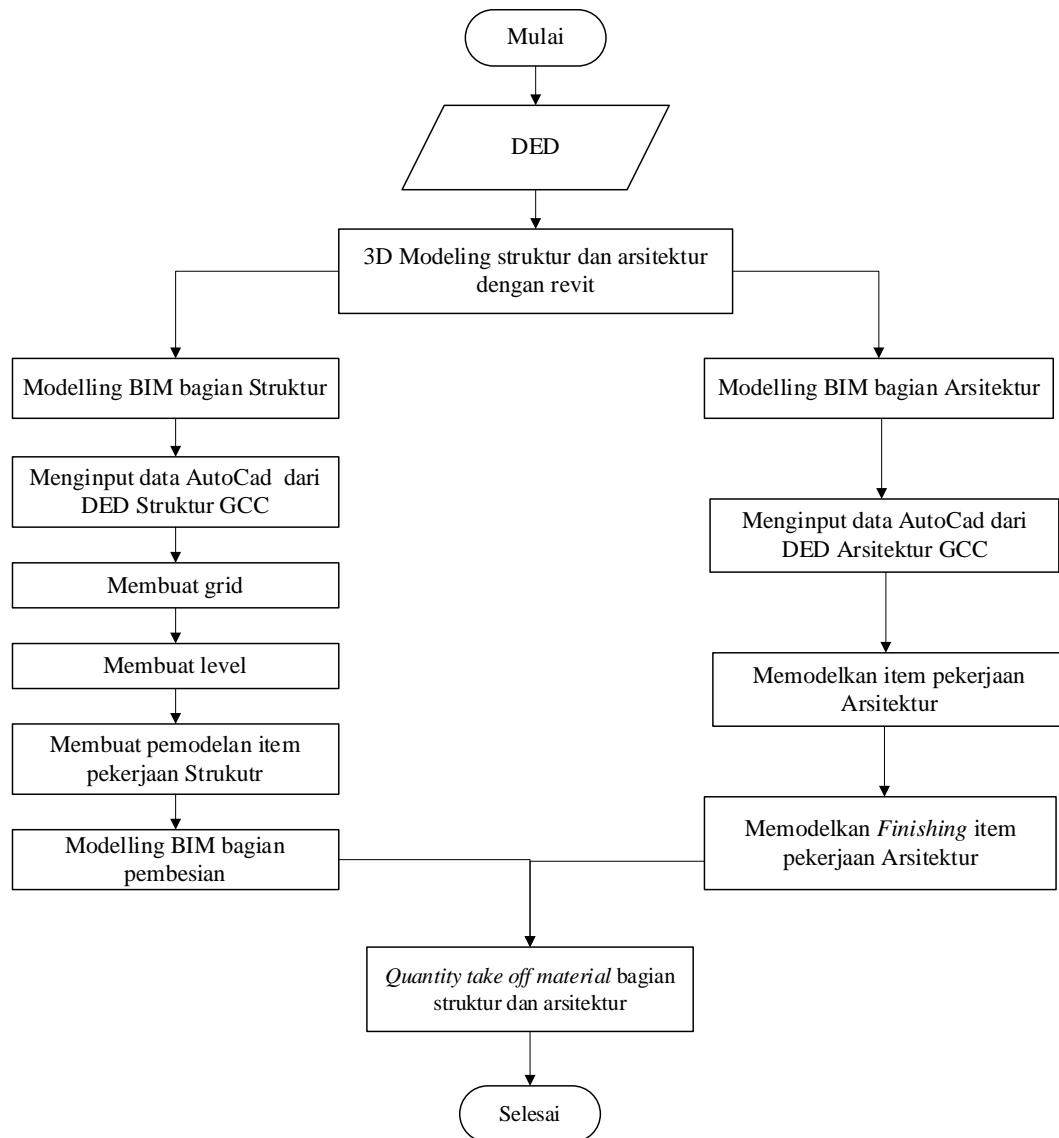 Mulai
DED
3D Modeling struktur dan arsitektur
dengan revit
Modelling BIM bagian Struktur
Menginput data AutoCad dari
DED Struktur GCC
Membuat grid
Membuat level
Membuat pemodelan item
pekerjaan Strukutr
Modelling BIM bagian
pembesian
Modelling BIM bagian Arsitektur
Menginput data AutoCad dari
DED Arsitektur GCC
Memodelkan item pekerjaan
Arsitektur
Memodelkan Finishing item
pekerjaan Arsitektur
Quantity take off material bagian
struktur dan arsitektur
Selesai